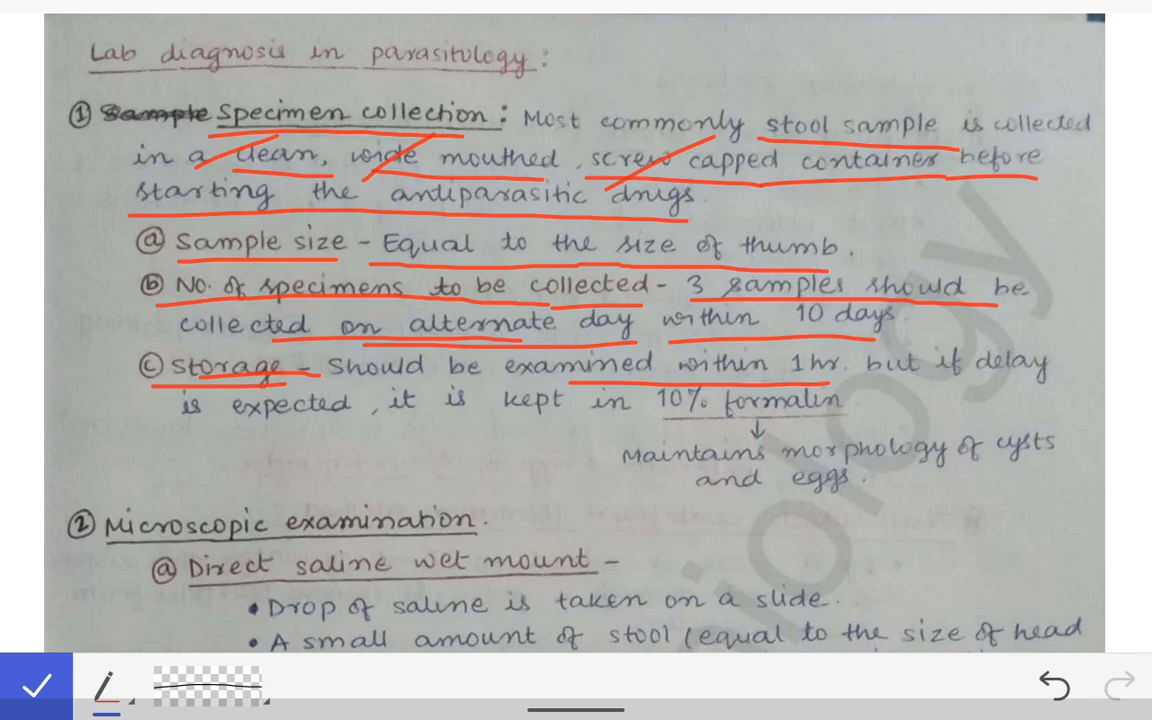 Lab diagnosis in parasitology :
① Sample Specimen collection : Most commonly stool sample is collected
in a clean, wide mouthed, screw capped container before
starting the antiparasitic drugs.
ⓐ Sample size - Equal to the size of thumb.
ⓑ No. of specimens to be collected - 3 samples should be
collected on alternate day within 10 days.
ⓒ Storage - Should be examined within 1 hr. but if delay
is expected, it is kept in 10% formalin
↓
Maintains morphology of cysts
and eggs.
② Microscopic examination.
ⓐ Direct saline wet mount -
• Drop of saline is taken on a slide.
• A small amount of stool (equal to the size of head